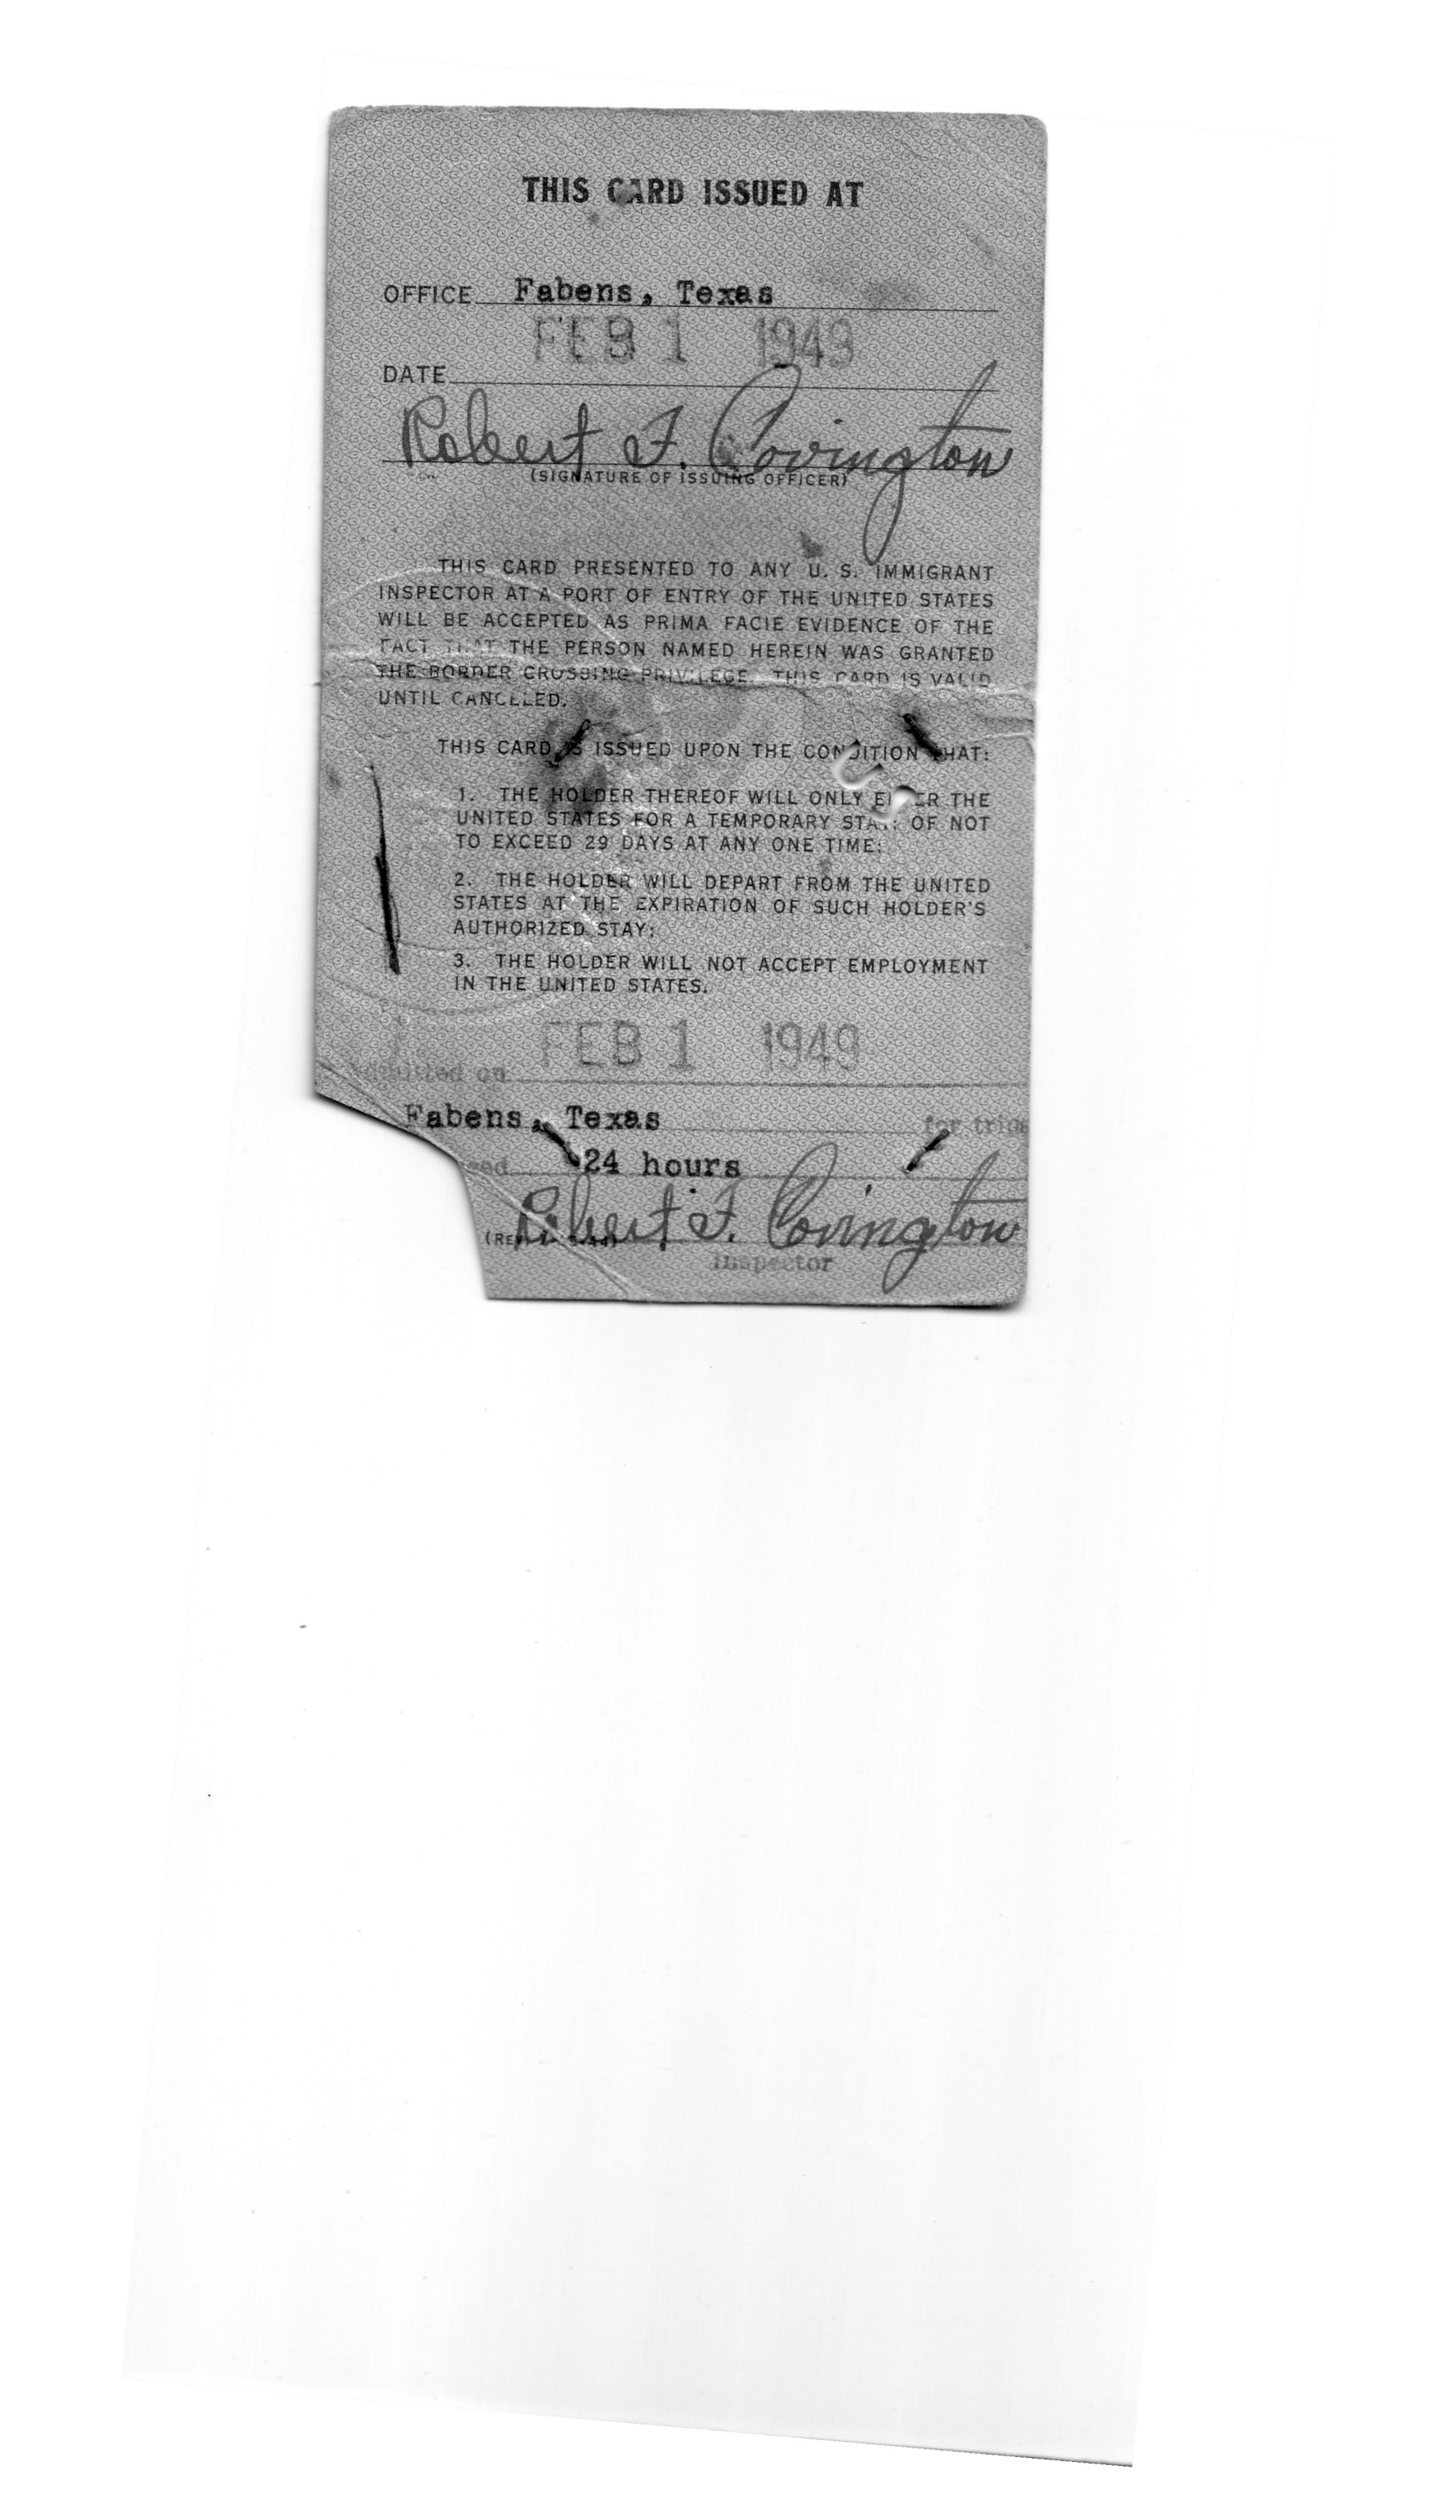 THIS CARD ISSUED AT
OFFICE Fabens, Texas
FEB 1 1949
DATE
Robert F. Covington
(SIGNATURE OF ISSUING OFFICER)
THIS CARD PRESENTED TO ANY U. S. IMMIGRANT
INSPECTOR AT A PORT OF ENTRY OF THE UNITED STATES
WILL BE ACCEPTED AS PRIMA FACIE EVIDENCE OF THE
FACT THAT THE PERSON NAMED HEREIN WAS GRANTED
THE BORDER CROSSING PRIVILEGE. THIS CARD IS VALID
UNTIL CANCELLED.
THIS CARD IS ISSUED UPON THE CONDITION THAT:
1. THE HOLDER THEREOF WILL ONLY ENTER THE
UNITED STATES FOR A TEMPORARY STAY OF NOT
TO EXCEED 29 DAYS AT ANY ONE TIME;
2. THE HOLDER WILL DEPART FROM THE UNITED
STATES AT THE EXPIRATION OF SUCH HOLDER'S
AUTHORIZED STAY;
3. THE HOLDER WILL NOT ACCEPT EMPLOYMENT
IN THE UNITED STATES.
FEB 1 1949
Admitted on
Fabens, Texas for trip
24 hours
Robert F. Covington
Inspector